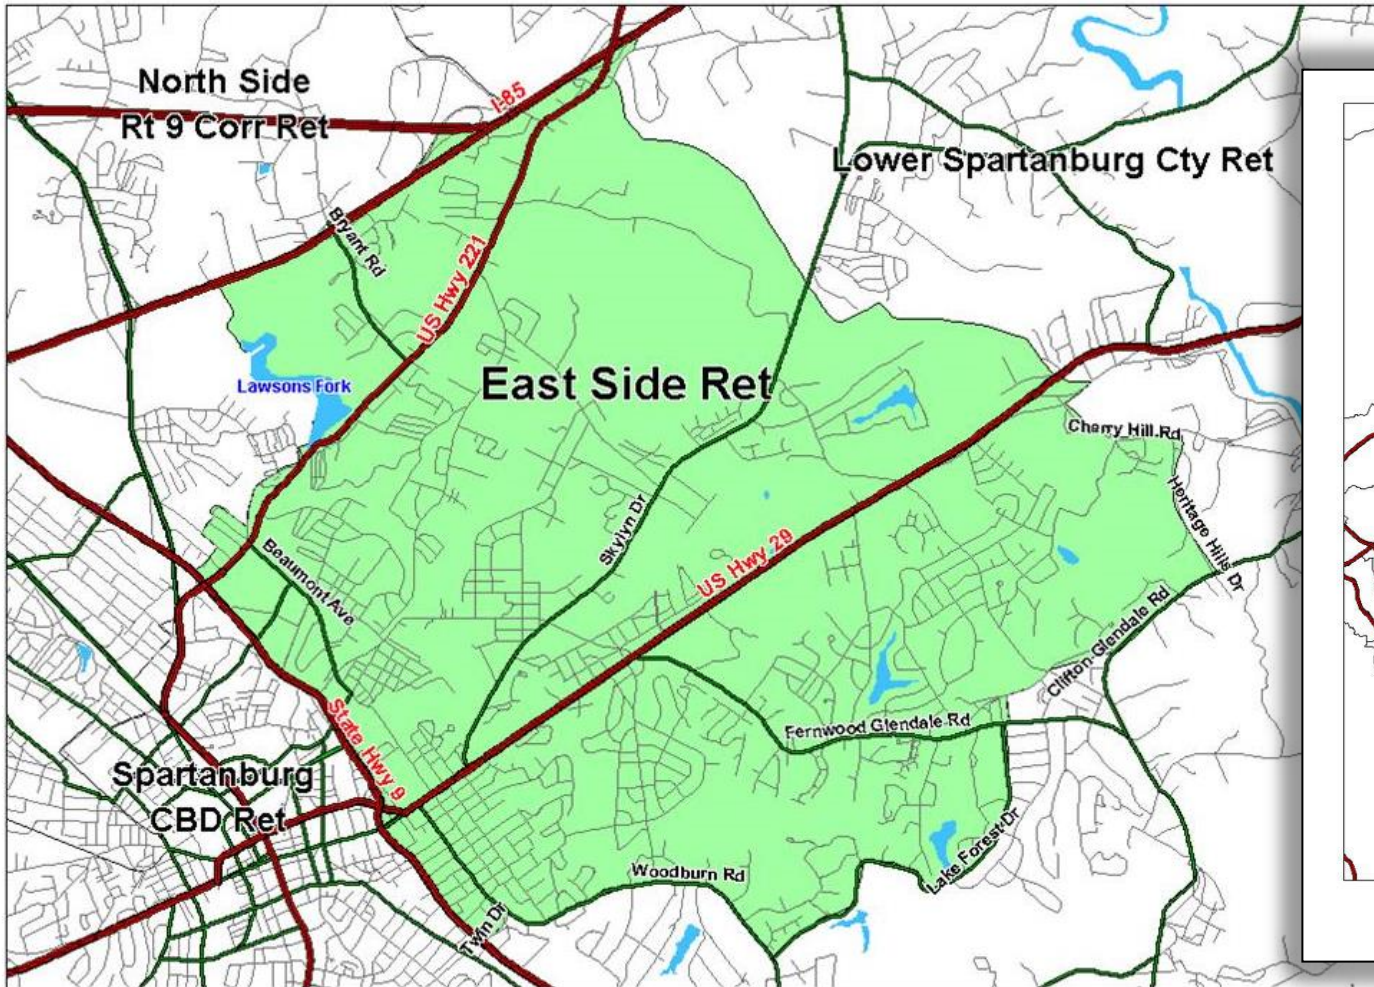 North Side
Rt 9 Corr Ret
I-85
Lower Spartanburg Cty Ret
Bryant Rd
US Hwy 221
East Side Ret
Lawsons Fork
Cherry Hill Rd
Heritage Hills Dr
Skylyn Dr
US Hwy 29
Beaumont Ave
Clifton-Glendale Rd
Fernwood Glendale Rd
State Hwy 9
Spartanburg
CBD Ret
Lake Forest Dr
Woodburn Rd
Twin Dr